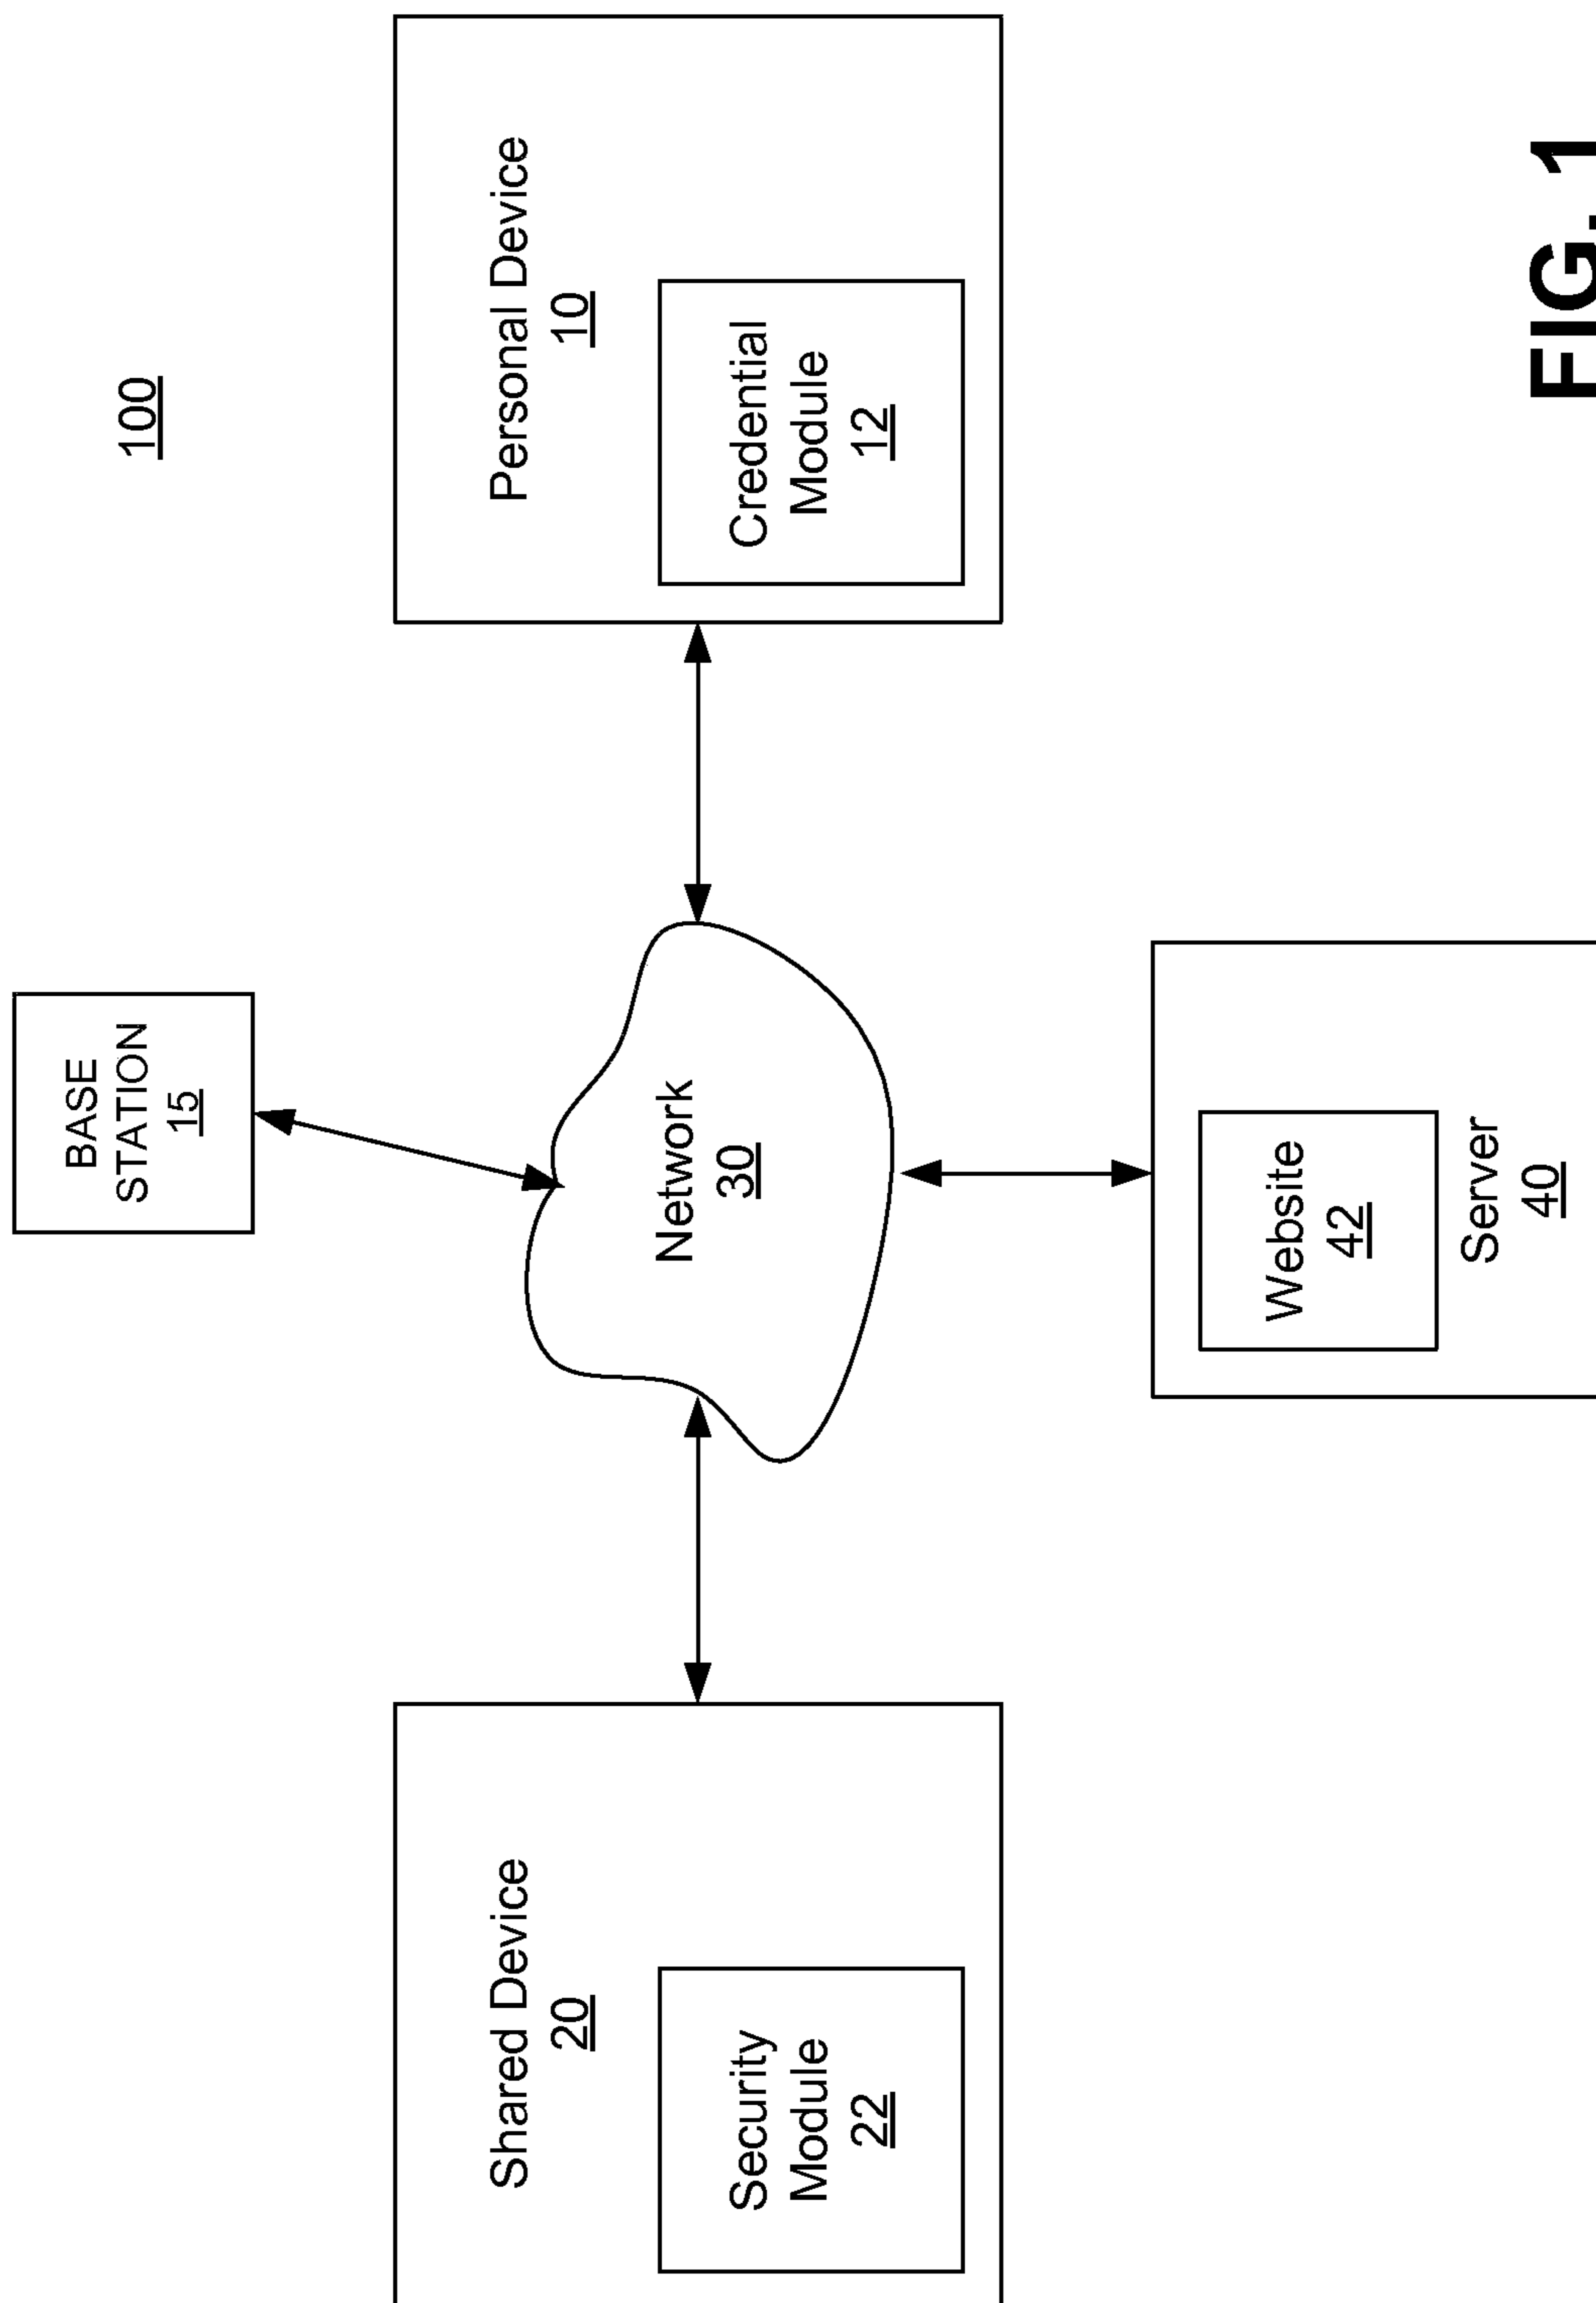 100
BASE
STATION
15
Shared Device
20
Security
Module
22
Network
30
Personal Device
10
Credential
Module
12
Website
42
Server
40
FIG. 1